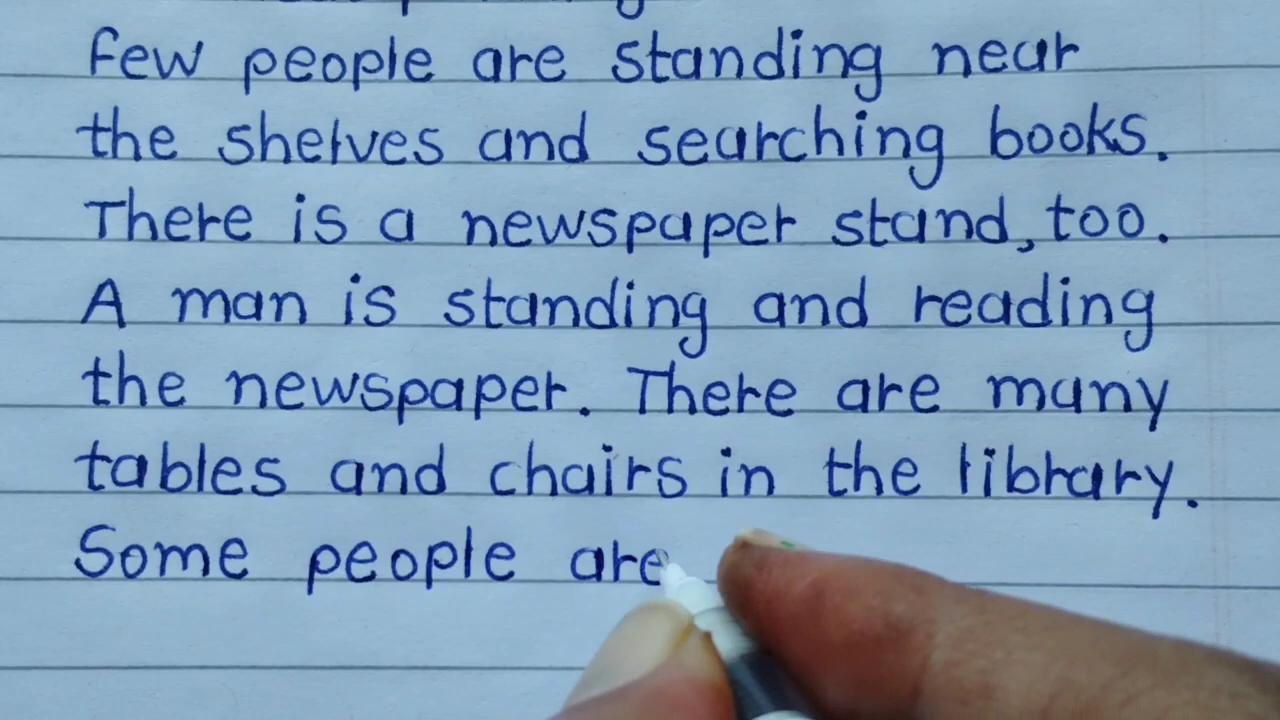 few people are standing near
the shelves and searching books.
There is a newspaper stand, too.
A man is standing and reading
the newspaper. There are many
tables and chairs in the library.
Some people are